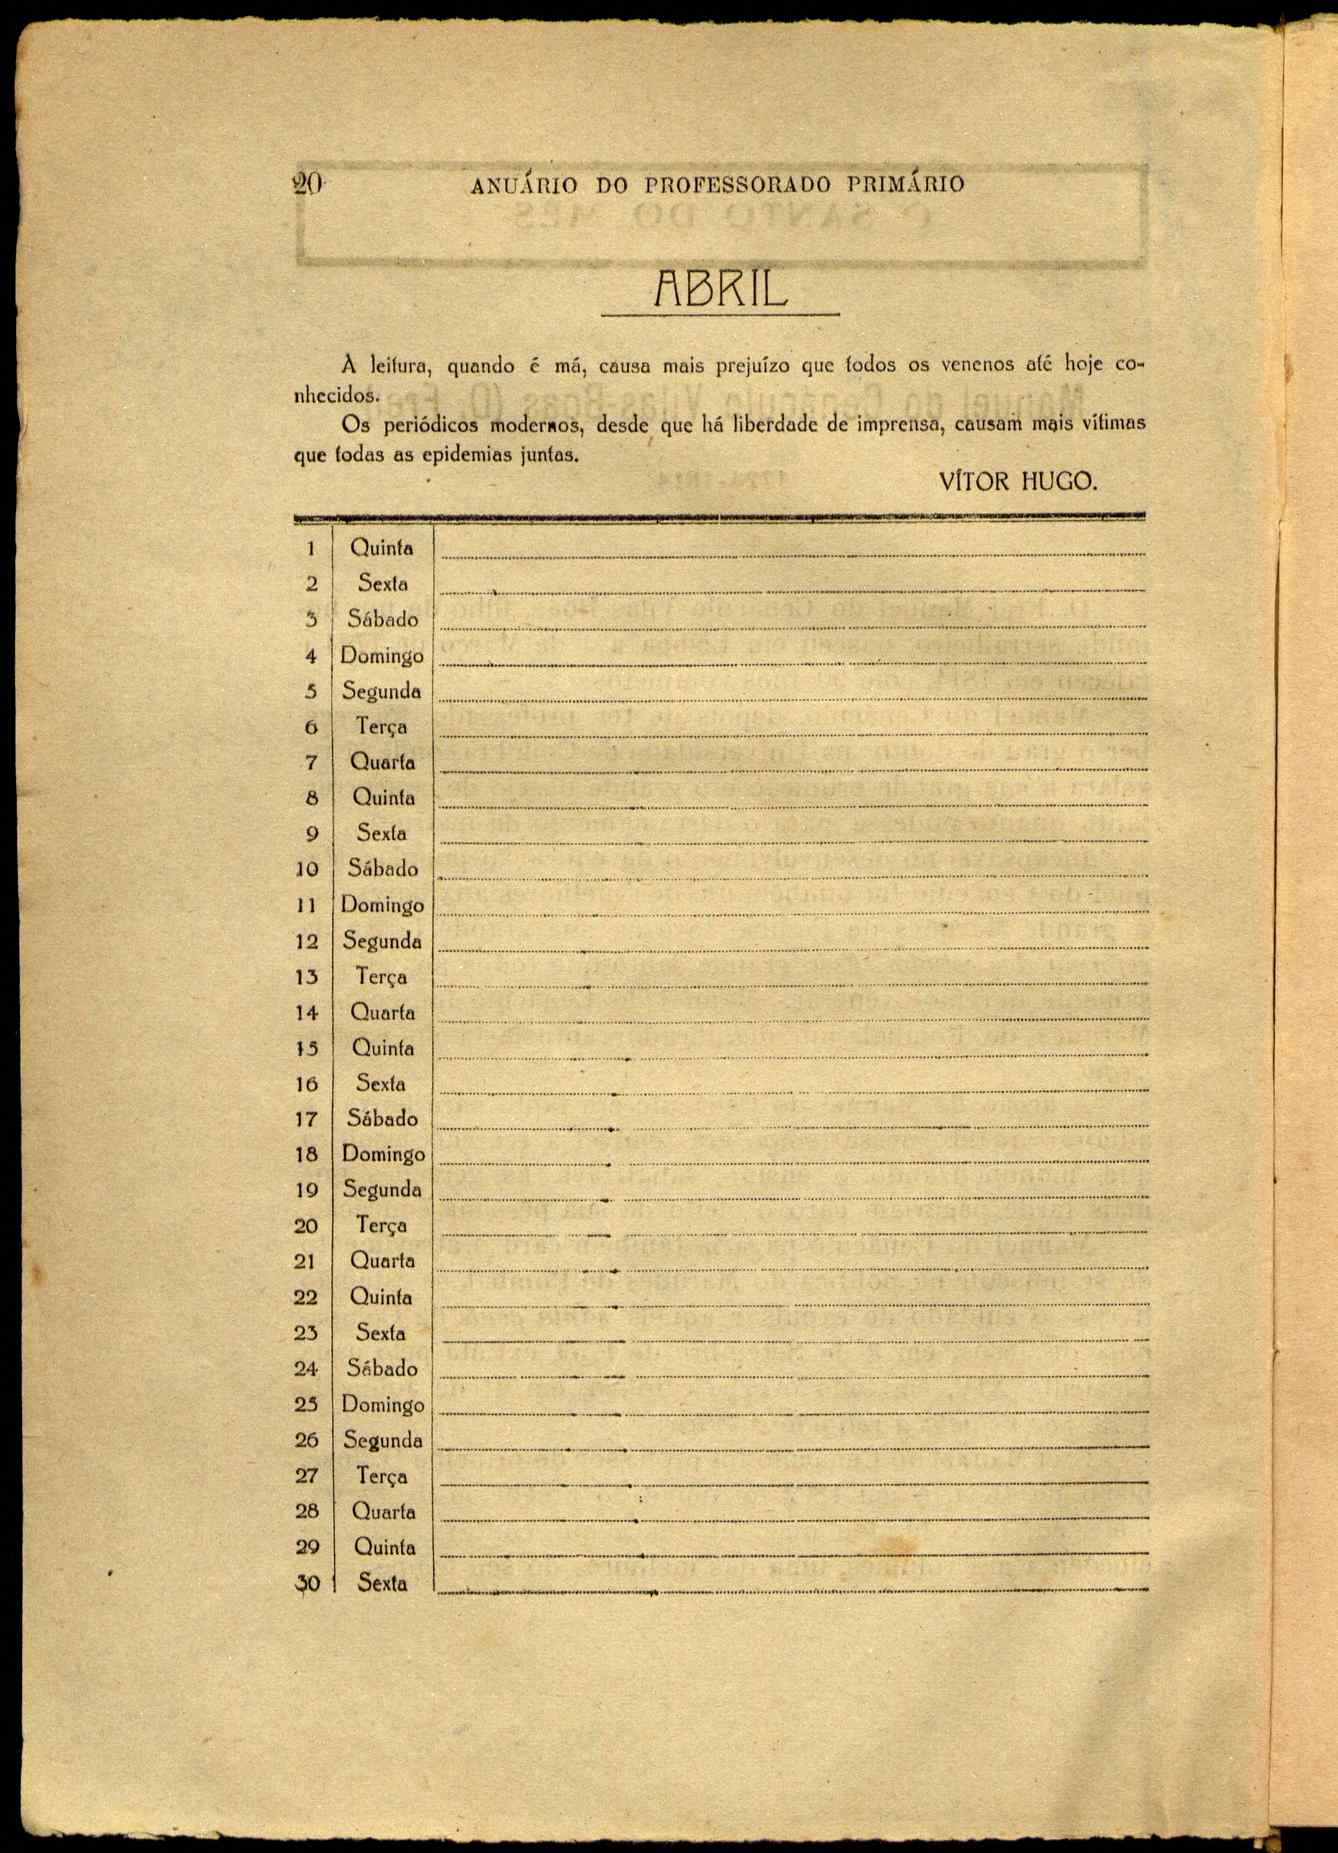 20 ANUÁRIO DO PROFESSORADO PRIMÁRIO
ABRIL
A leitura, quando é má, causa mais prejuízo que todos os venenos até hoje co-
nhecidos.
Os periódicos modernos, desde que há liberdade de imprensa, causam mais vítimas
que todas as epidemias juntas.
VÍTOR HUGO.
1 Quinta
2 Sexta
3 Sábado
4 Domingo
5 Segunda
6 Terça
7 Quarta
8 Quinta
9 Sexta
10 Sábado
11 Domingo
12 Segunda
13 Terça
14 Quarta
15 Quinta
16 Sexta
17 Sábado
18 Domingo
19 Segunda
20 Terça
21 Quarta
22 Quinta
23 Sexta
24 Sábado
25 Domingo
26 Segunda
27 Terça
28 Quarta
29 Quinta
30 Sexta